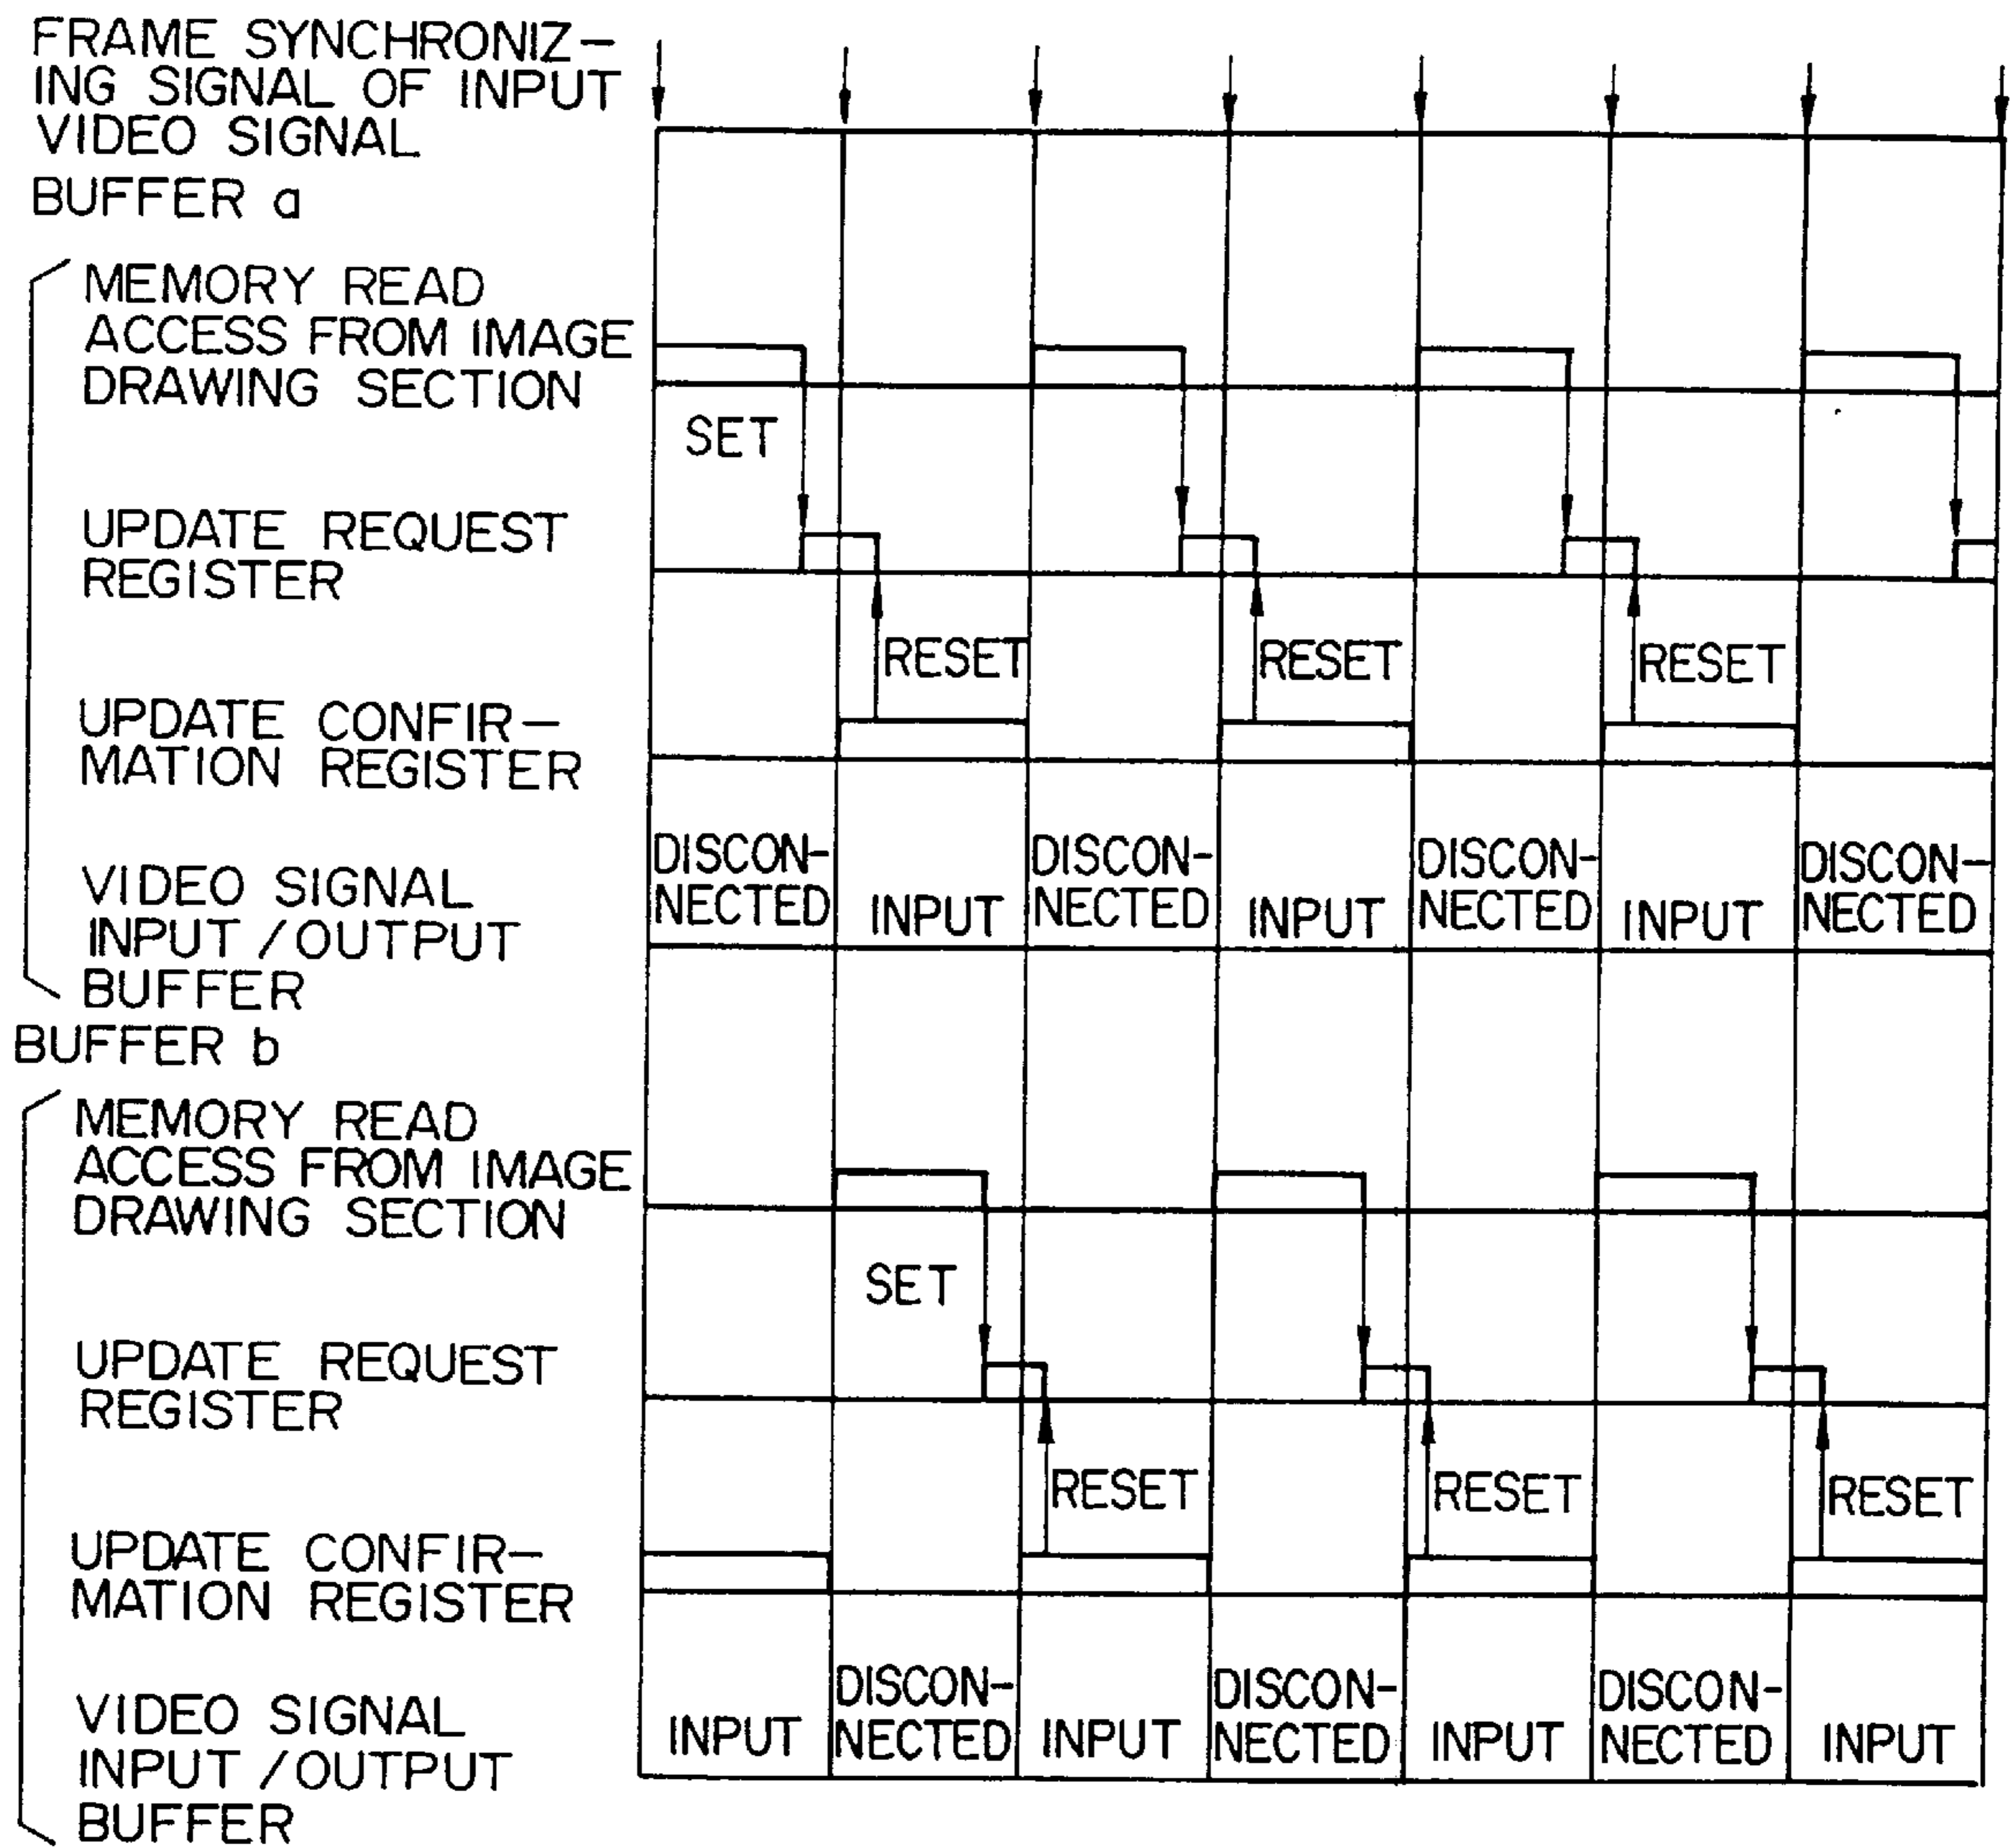 FRAME SYNCHRONIZ-
ING SIGNAL OF INPUT
VIDEO SIGNAL
BUFFER a
MEMORY READ
ACCESS FROM IMAGE
DRAWING SECTION
SET
UPDATE REQUEST
REGISTER
RESET RESET RESET
UPDATE CONFIR-
MATION REGISTER
DISCON- DISCON- DISCON- DISCON-
NECTED INPUT NECTED INPUT NECTED INPUT NECTED
VIDEO SIGNAL
INPUT /OUTPUT
BUFFER
BUFFER b
MEMORY READ
ACCESS FROM IMAGE
DRAWING SECTION
SET
UPDATE REQUEST
REGISTER
RESET RESET RESET
UPDATE CONFIR-
MATION REGISTER
DISCON- DISCON- DISCON-
INPUT NECTED INPUT NECTED INPUT NECTED INPUT
VIDEO SIGNAL
INPUT /OUTPUT
BUFFER